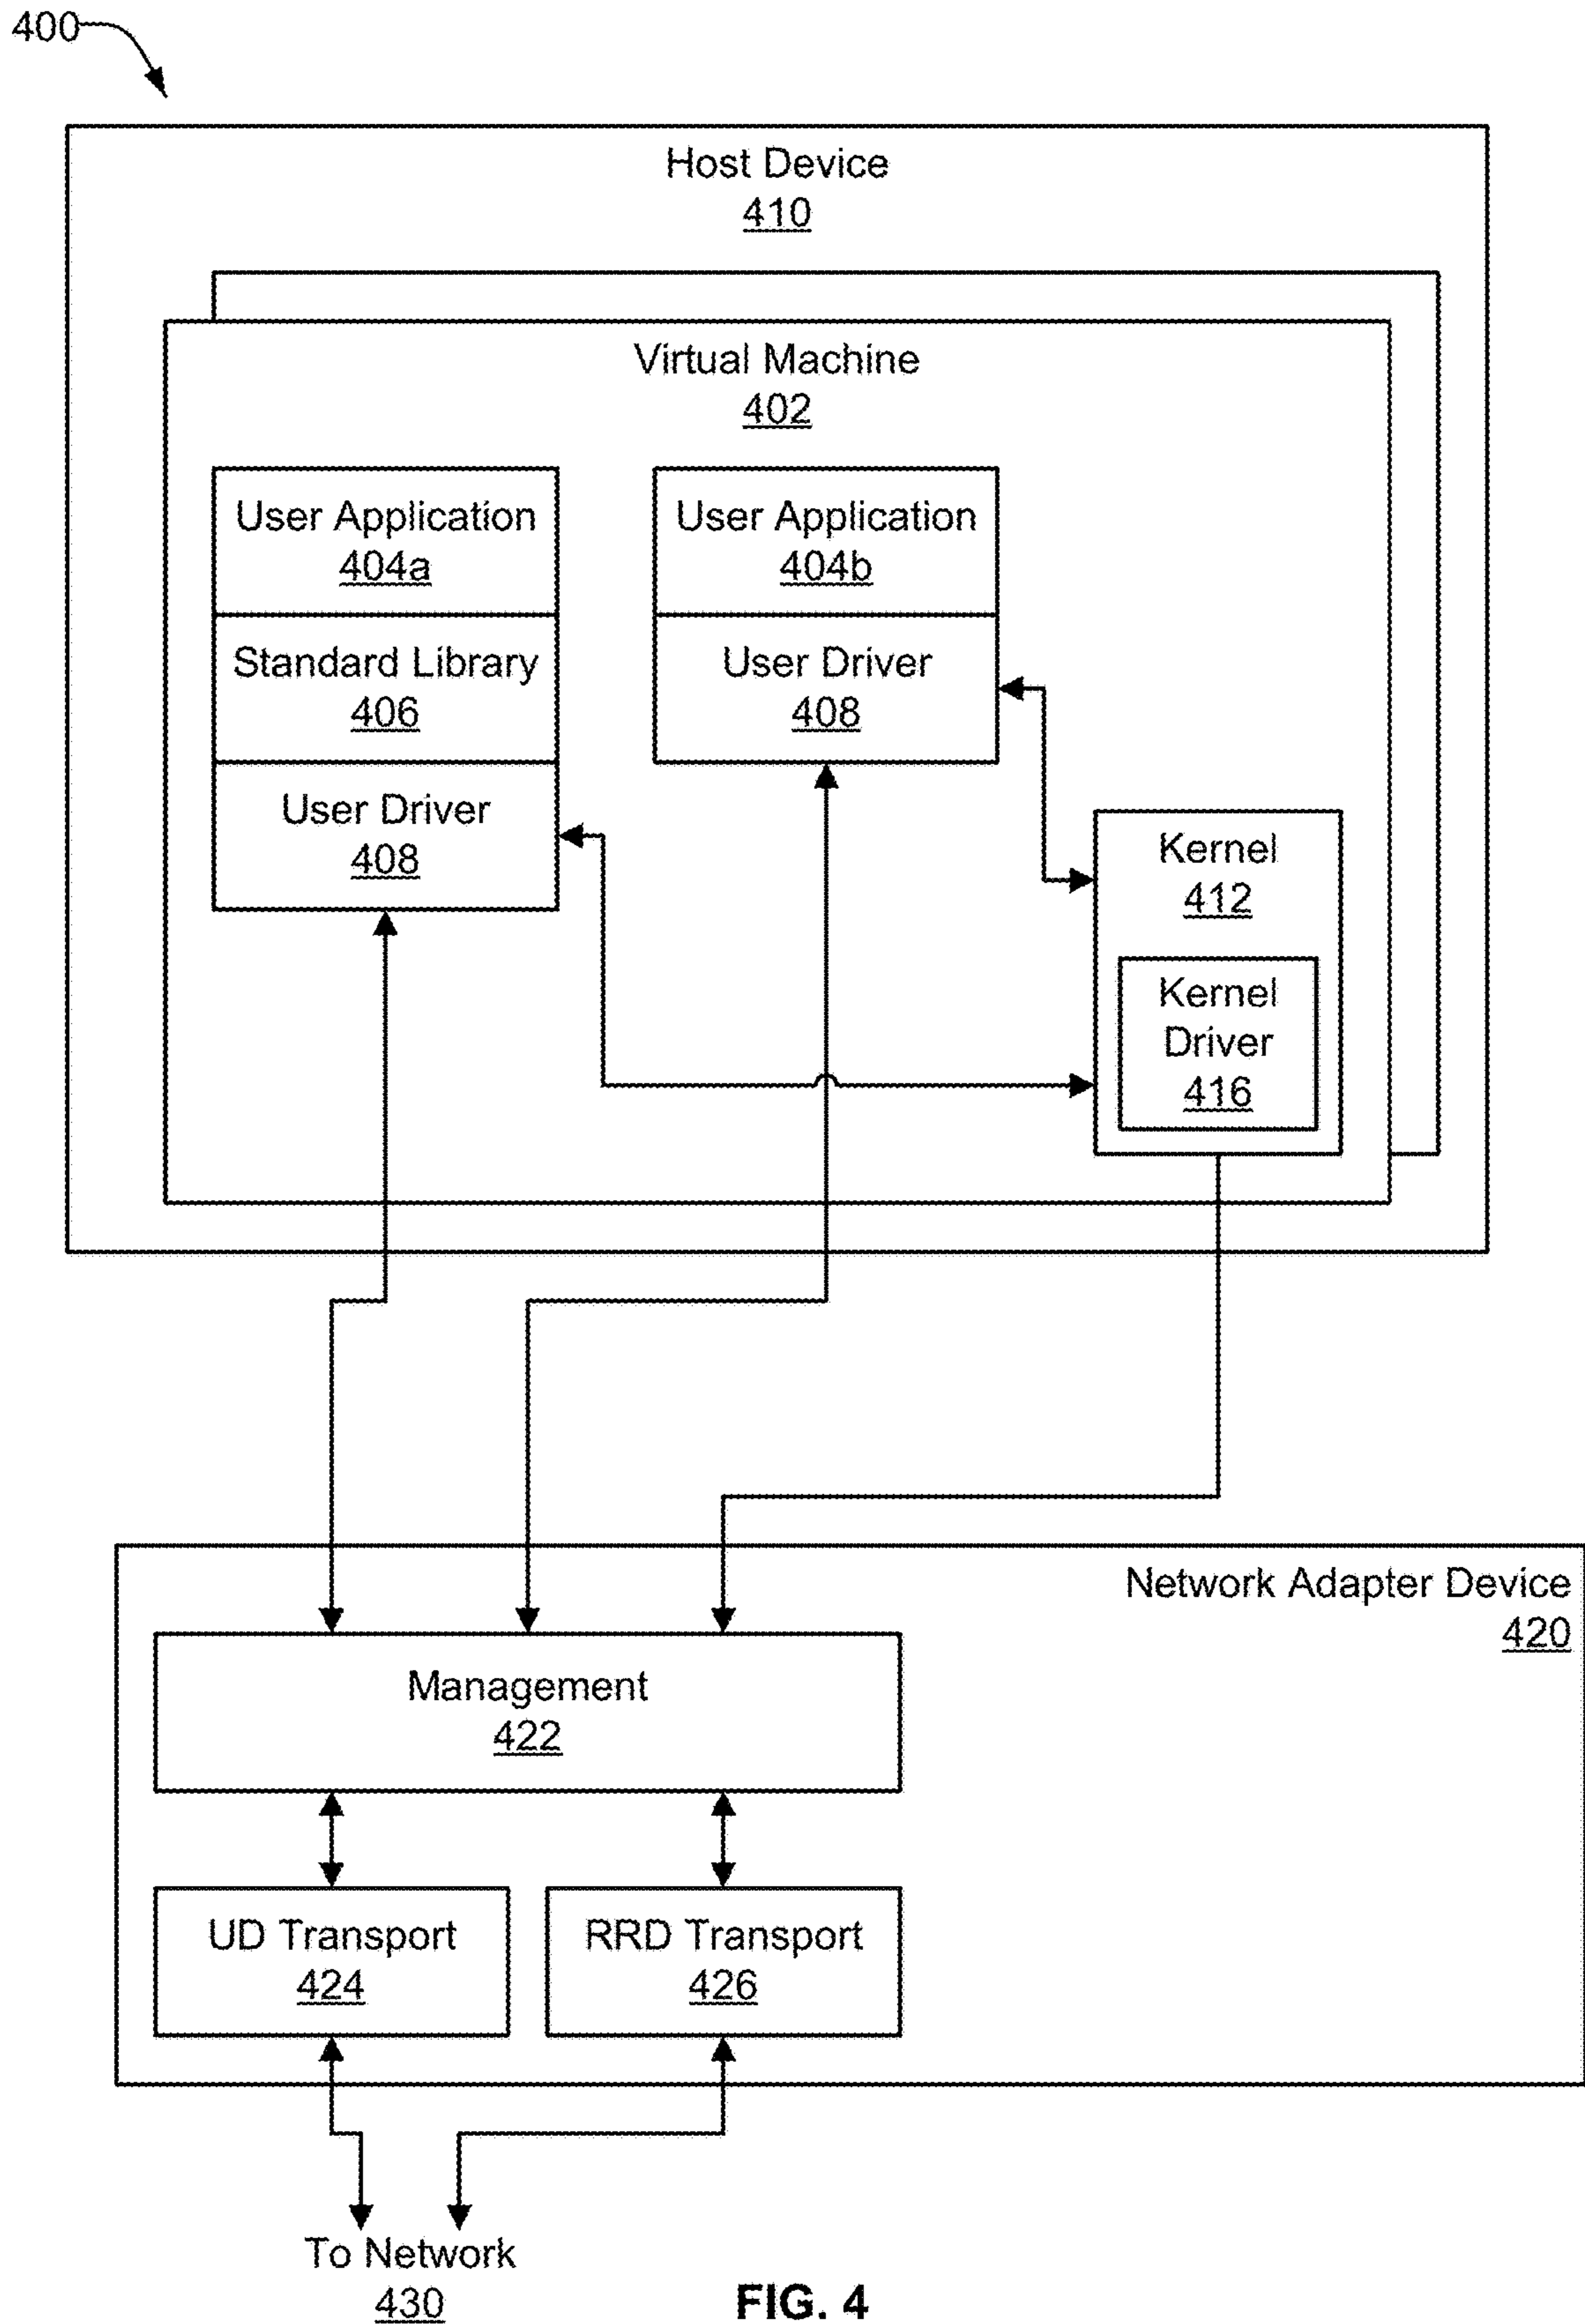 400
Host Device
410
Virtual Machine
402
User Application
404a
Standard Library
406
User Driver
408
User Application
404b
User Driver
408
Kernel
412
Kernel
Driver
416
Network Adapter Device
420
Management
422
UD Transport
424
RRD Transport
426
To Network
430
FIG. 4